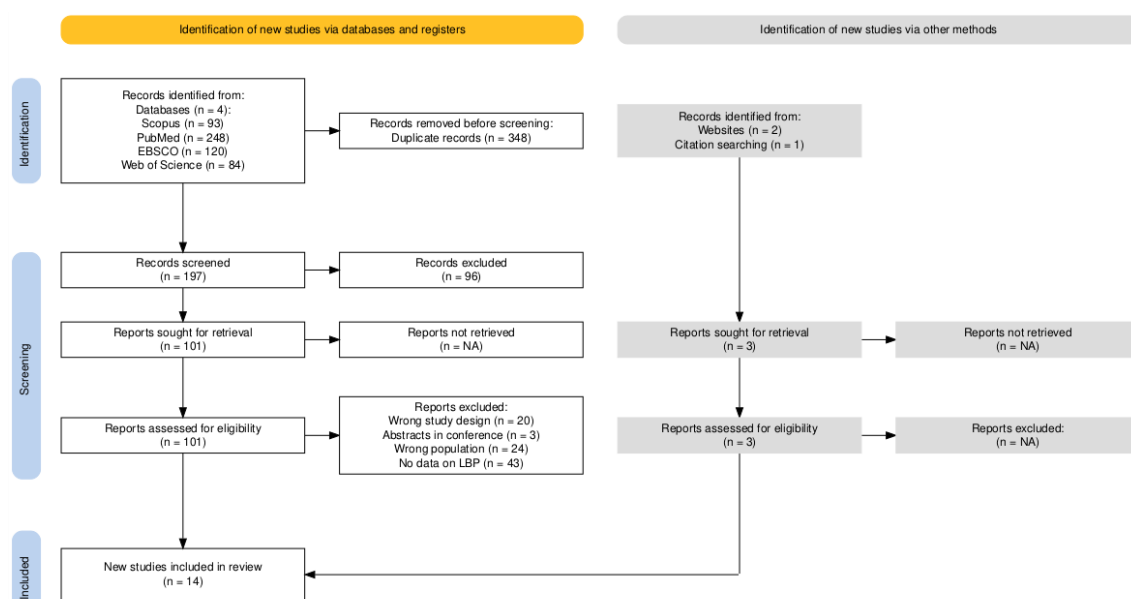 Identification of new studies via databases and registers
Identification of new studies via other methods
Identification
Records identified from:
Databases (n = 4):
Scopus (n = 93)
PubMed (n = 248)
EBSCO (n = 120)
Web of Science (n = 84)
Records removed before screening:
Duplicate records (n = 348)
Records identified from:
Websites (n = 2)
Citation searching (n = 1)
Screening
Records screened
(n = 197)
Records excluded
(n = 96)
Reports sought for retrieval
(n = 101)
Reports not retrieved
(n = NA)
Reports sought for retrieval
(n = 3)
Reports not retrieved
(n = NA)
Reports assessed for eligibility
(n = 101)
Reports excluded:
Wrong study design (n = 20)
Abstracts in conference (n = 3)
Wrong population (n = 24)
No data on LBP (n = 43)
Reports assessed for eligibility
(n = 3)
Reports excluded:
(n = NA)
Included
New studies included in review
(n = 14)